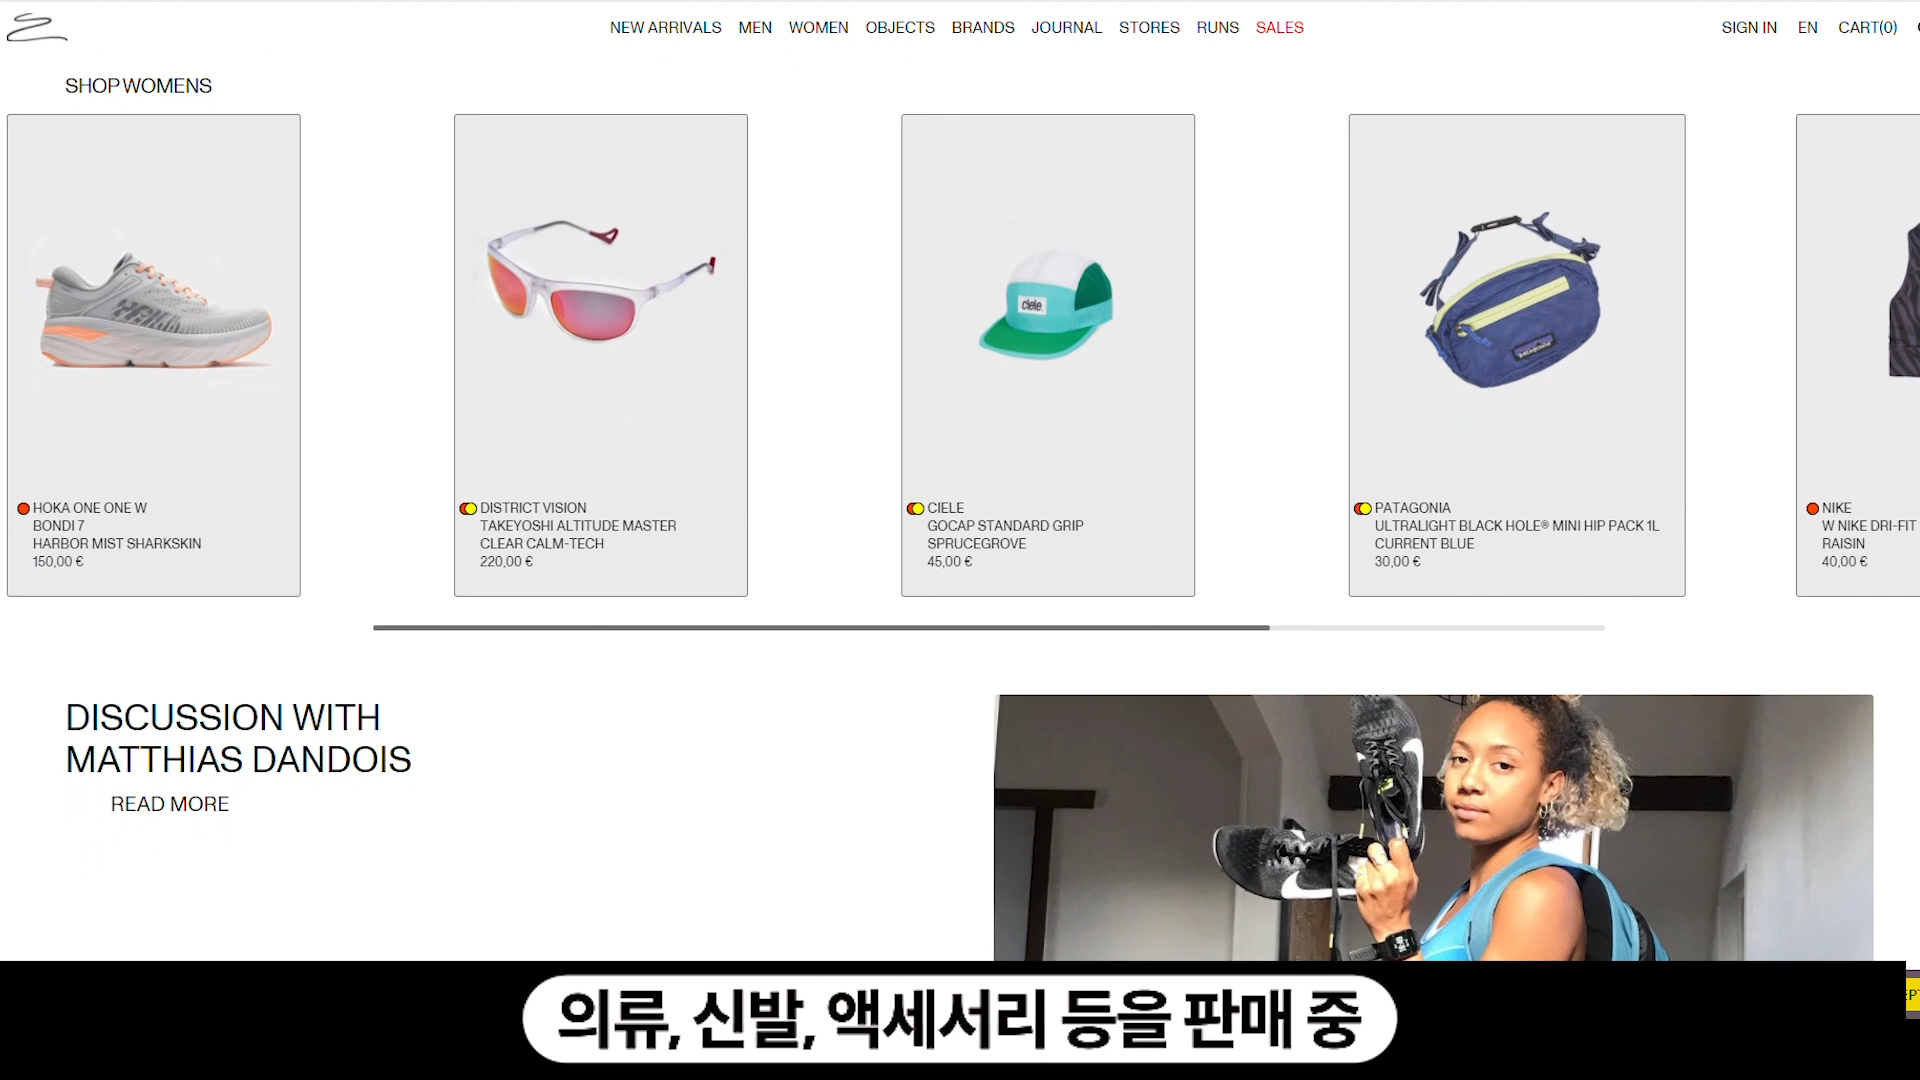 NEW ARRIVALS MEN WOMEN OBJECTS BRANDS JOURNAL STORES RUNS SALES
SIGN IN EN CART(0)
SHOP WOMENS
HOKA ONE ONE W
BONDI 7
HARBOR MIST SHARKSKIN
150,00 €
DISTRICT VISION
TAKEYOSHI ALTITUDE MASTER
CLEAR CALM-TECH
220,00 €
ciele
CIELE
GOCAP STANDARD GRIP
SPRUCEGROVE
45,00 €
patagonia
PATAGONIA
ULTRALIGHT BLACK HOLE® MINI HIP PACK 1L
CURRENT BLUE
30,00 €
NIKE
W NIKE DRI-FIT
RAISIN
40,00 €
DISCUSSION WITH
MATTHIAS DANDOIS
READ MORE
의류, 신발, 액세서리 등을 판매 중